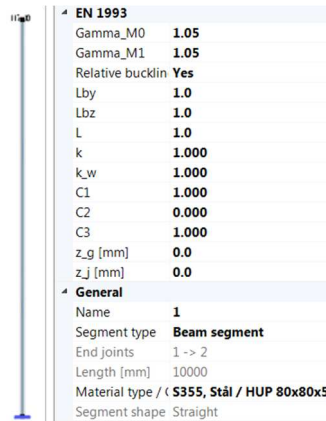 EN 1993
Gamma_M0 1.05
Gamma_M1 1.05
Relative bucklin Yes
Lby 1.0
Lbz 1.0
L 1.0
k 1.000
k_w 1.000
C1 1.000
C2 0.000
C3 1.000
z_g [mm] 0.0
z_j [mm] 0.0
General
Name 1
Segment type Beam segment
End joints 1 -> 2
Length [mm] 10000
Material type / ( S355, Stål / HUP 80x80x5
Segment shape Straight